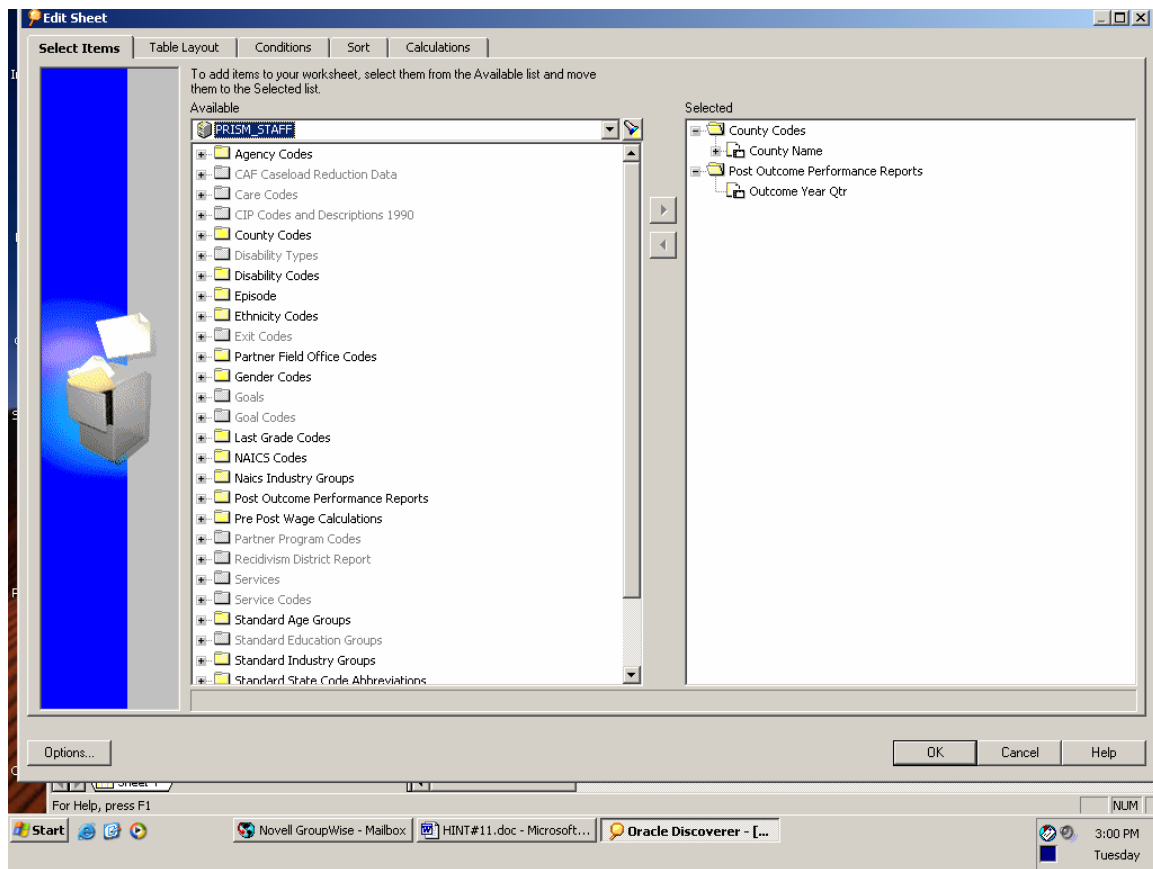 Edit Sheet
Select Items Table Layout Conditions Sort Calculations
To add items to your worksheet, select them from the Available list and move
them to the Selected list.
Available
PRISM_STAFF
Agency Codes
CAF Caseload Reduction Data
Care Codes
CIP Codes and Descriptions 1990
County Codes
Disability Types
Disability Codes
Episode
Ethnicity Codes
Exit Codes
Partner Field Office Codes
Gender Codes
Goals
Goal Codes
Last Grade Codes
NAICS Codes
Naics Industry Groups
Post Outcome Performance Reports
Pre Post Wage Calculations
Partner Program Codes
Recidivism District Report
Services
Service Codes
Standard Age Groups
Standard Education Groups
Standard Industry Groups
Standard State Code Abbreviations
Selected
County Codes
County Name
Post Outcome Performance Reports
Outcome Year Qtr
Options... OK Cancel Help
Sheet 1
For Help, press F1 NUM
Start Novell GroupWise - Mailbox HINT#11.doc - Microsoft... Oracle Discoverer - [... 3:00 PM
Tuesday